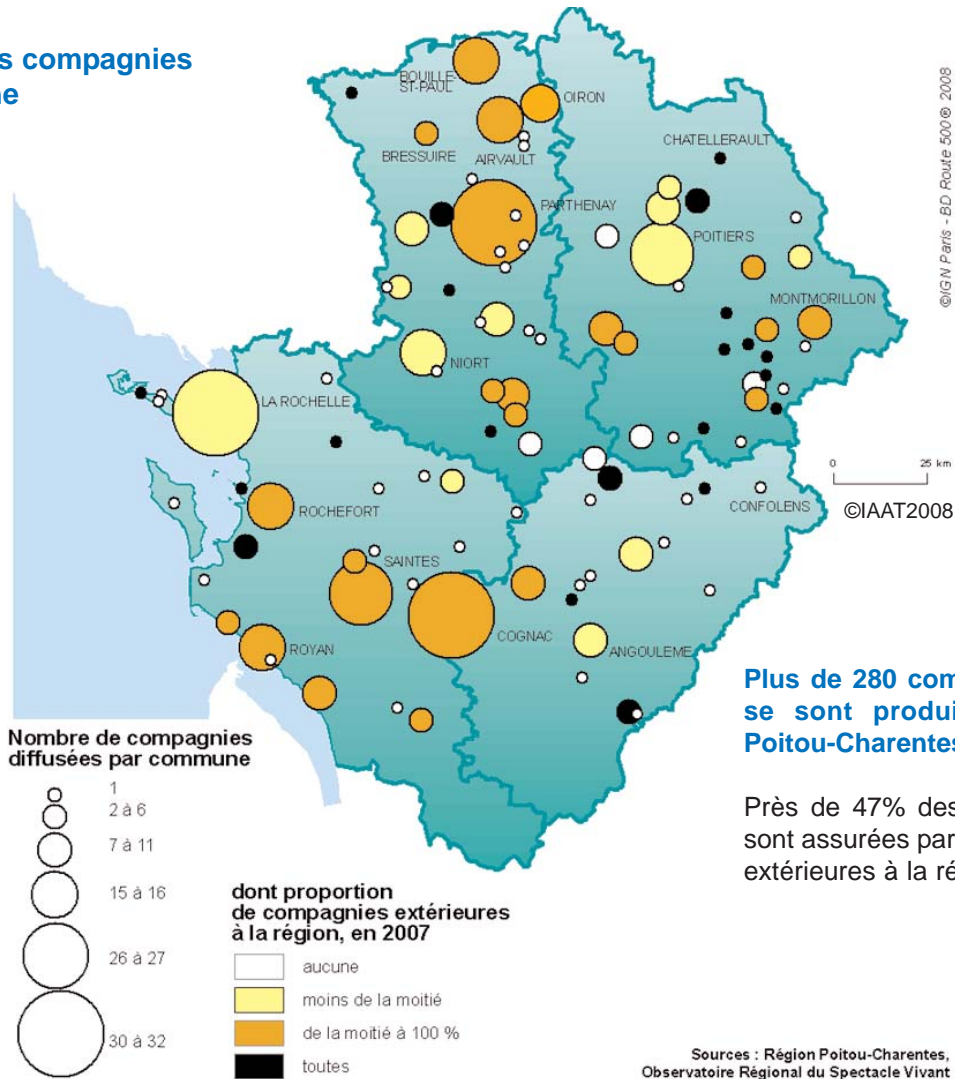 s compagnies
ne
BOUILLE-
ST-PAUL
OIRON
CHATELLERAULT
BRESSUIRE
AIRVAULT
PARTHENAY
POITIERS
MONTMORILLON
NIORT
LA ROCHELLE
ROCHEFORT
CONFOLENS
SAINTES
COGNAC
ANGOULEME
ROYAN
©IGN Paris - BD Route 500® 2008
0 25 km
©IAAT2008
Plus de 280 com
se sont produi
Poitou-Charentes
Près de 47% des
sont assurées par
extérieures à la ré
Nombre de compagnies
diffusées par commune
1
2 à 6
7 à 11
15 à 16
26 à 27
30 à 32
dont proportion
de compagnies extérieures
à la région, en 2007
aucune
moins de la moitié
de la moitié à 100 %
toutes
Sources : Région Poitou-Charentes,
Observatoire Régional du Spectacle Vivant